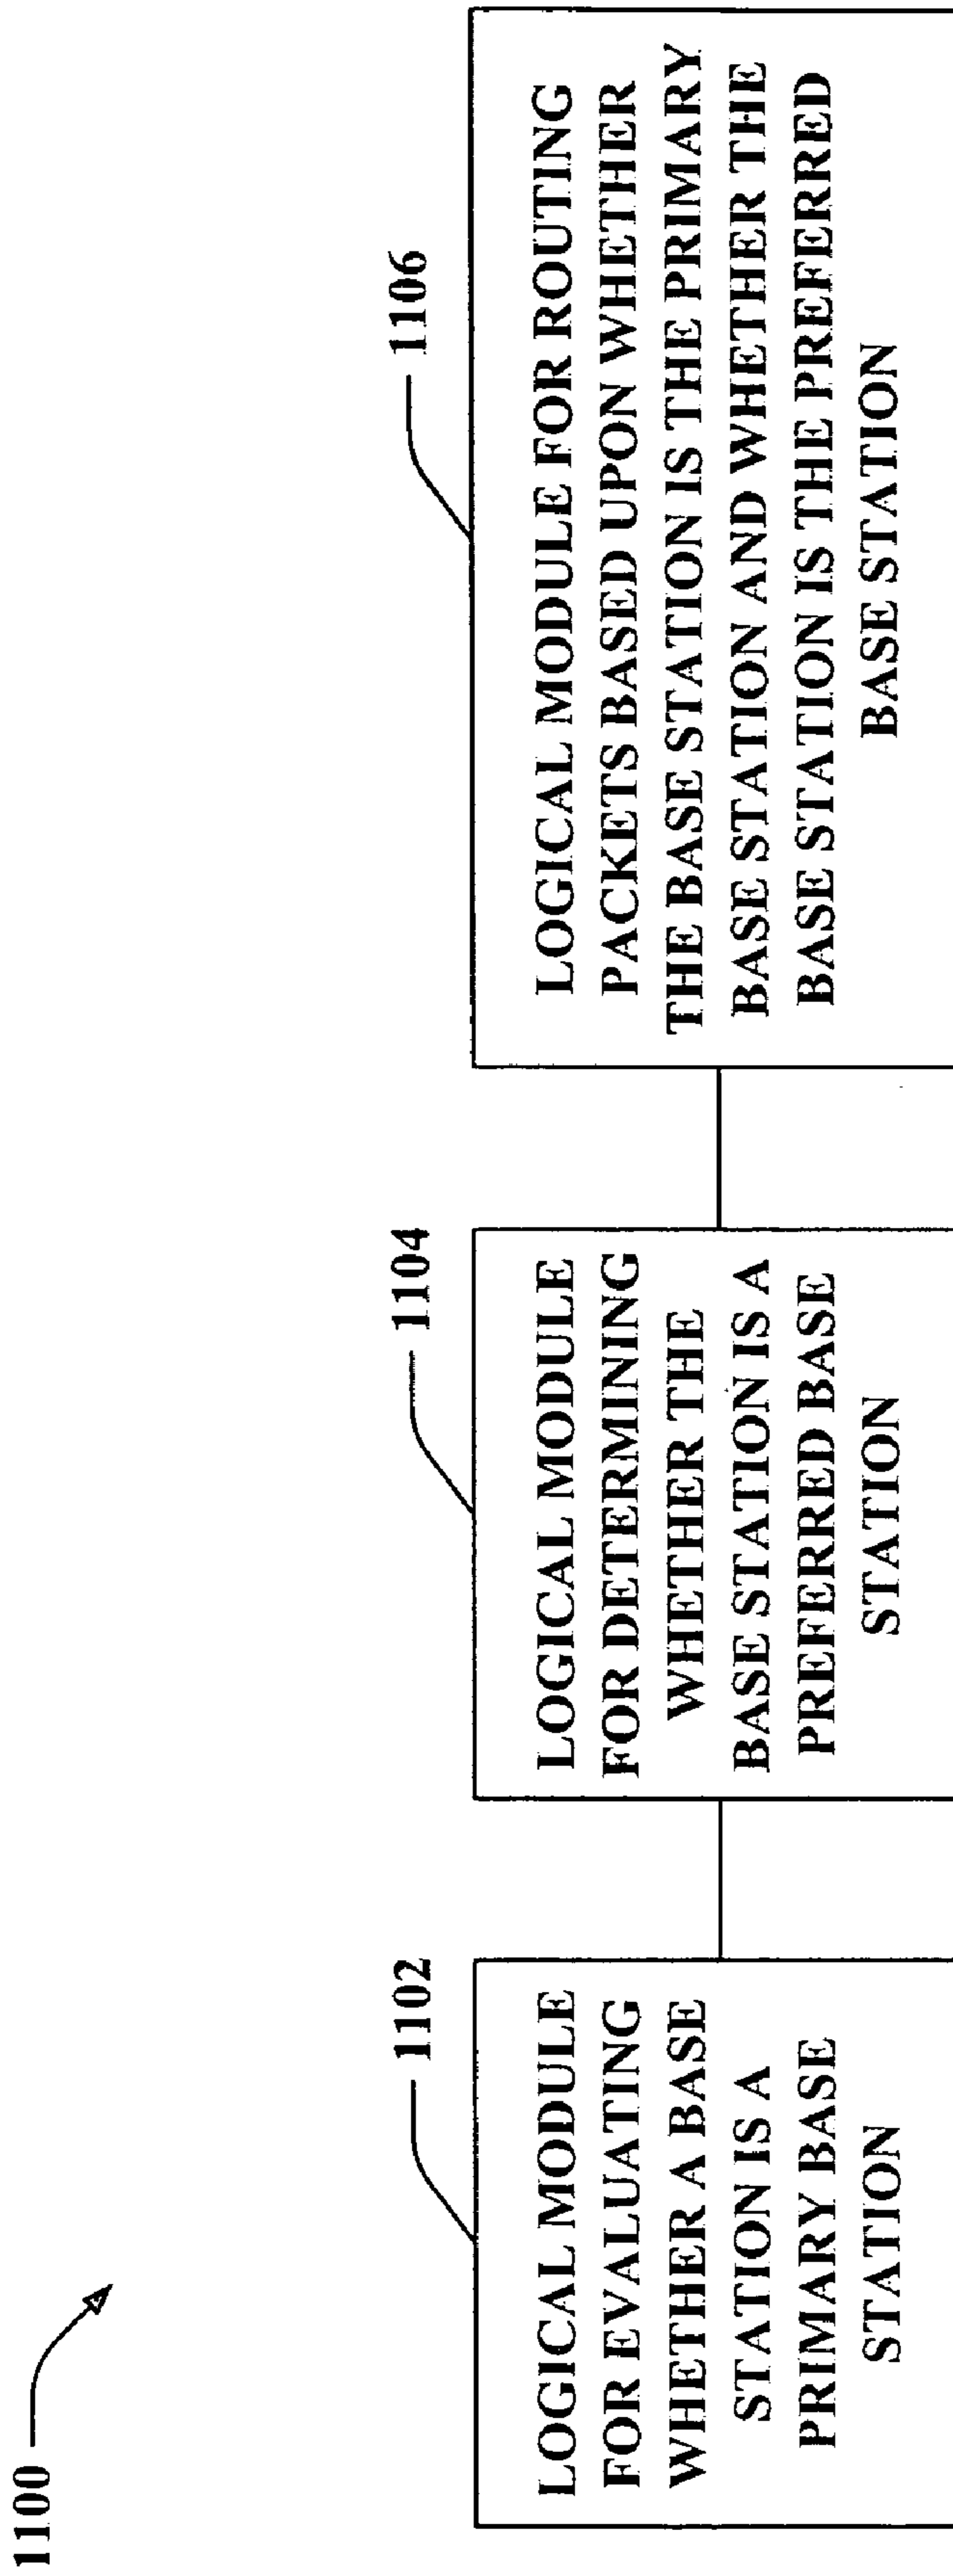 1100
1102
LOGICAL MODULE
FOR EVALUATING
WHETHER A BASE
STATION IS A
PRIMARY BASE
STATION
1104
LOGICAL MODULE
FOR DETERMINING
WHETHER THE
BASE STATION IS A
PREFERRED BASE
STATION
1106
LOGICAL MODULE FOR ROUTING
PACKETS BASED UPON WHETHER
THE BASE STATION IS THE PRIMARY
BASE STATION AND WHETHER THE
BASE STATION IS THE PREFERRED
BASE STATION